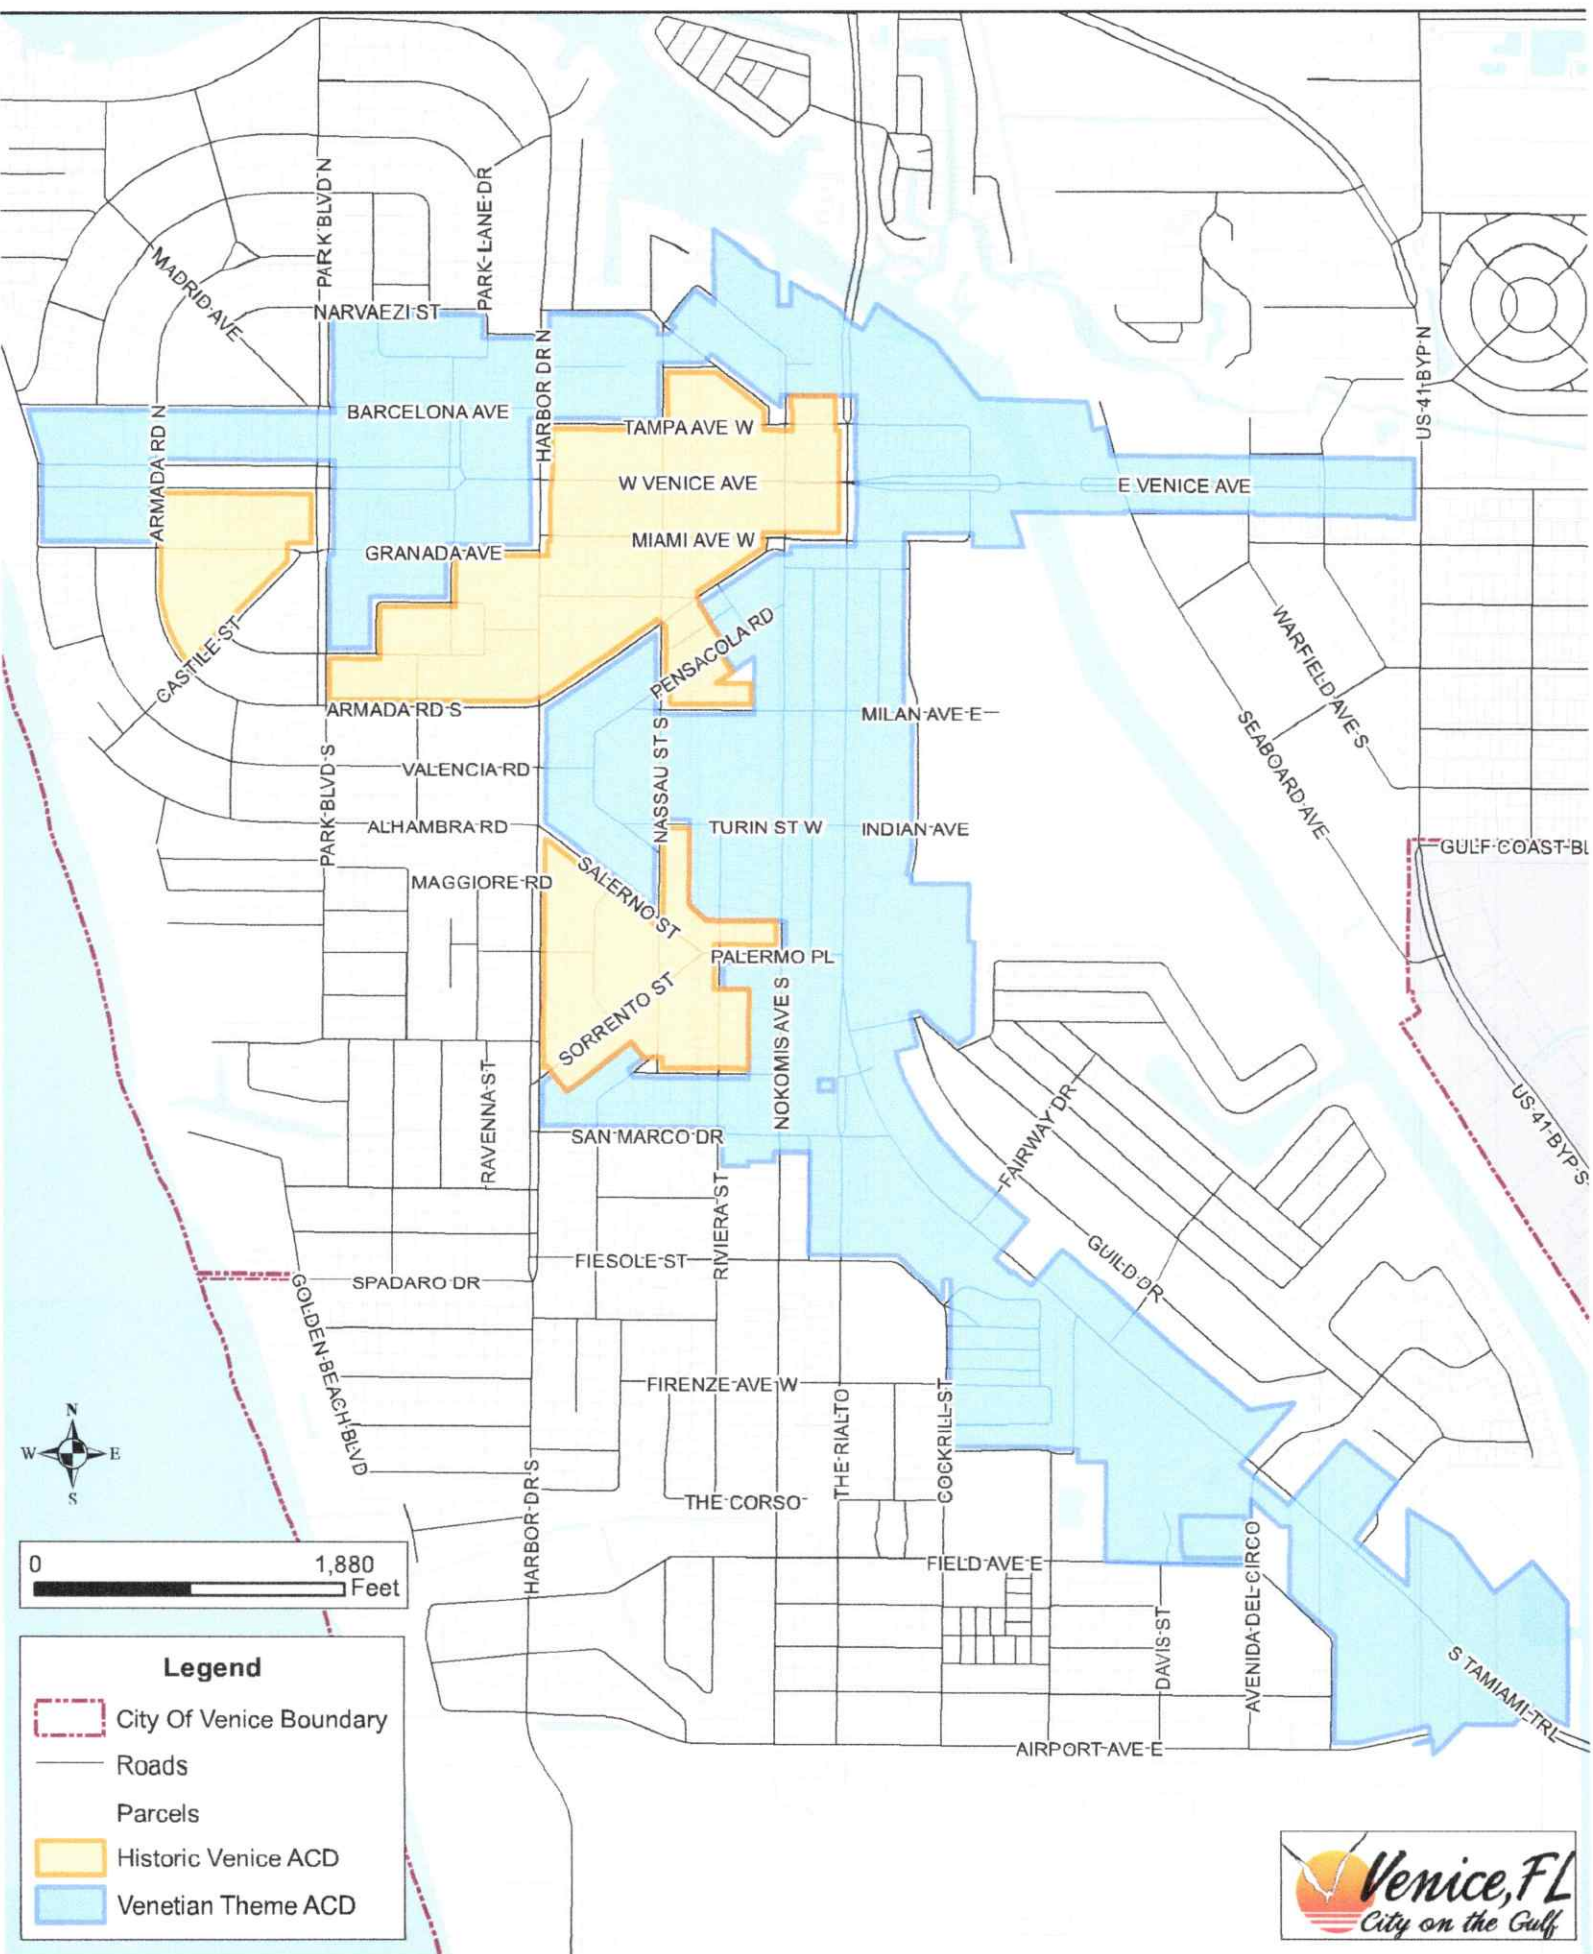 PARK BLVD N
PARK LANE DR
MADRID AVE
NARVAEZI ST
HARBOR DR N
US 41 BYP N
BARCELONA AVE
ARMADA RD N
TAMPA AVE W
W VENICE AVE
E VENICE AVE
MIAMI AVE W
GRANADA AVE
PENSACOLA RD
WARFIELD AVE S
CASTILE ST
ARMADA RD S
MILAN AVE E
NASSAU ST S
SEABOARD AVE
VALENCIA RD
PARK BLVD S
ALHAMBRA RD
TURIN ST W
INDIAN AVE
GULF COAST BL
MAGGIORE RD
SALERNO ST
PALERMO PL
SORRENTO ST
NOKOMIS AVE S
RAVENNA ST
FAIRWAY DR
US 41 BYP S
SAN MARCO DR
RIVIERA ST
FIESOLE ST
GUILD DR
SPADARO DR
GOLDEN BEACH BLVD
FIRENZE AVE W
THE RIALTO
COCKRILL ST
N
W E
S
HARBOR DR S
THE CORSO
FIELD AVE E
AVENIDA DEL CIRCO
DAVIS ST
S TAMIAMI TRL
AIRPORT AVE E
0 1,880
Feet
Legend
City Of Venice Boundary
Roads
Parcels
Historic Venice ACD
Venetian Theme ACD
Venice, FL
City on the Gulf